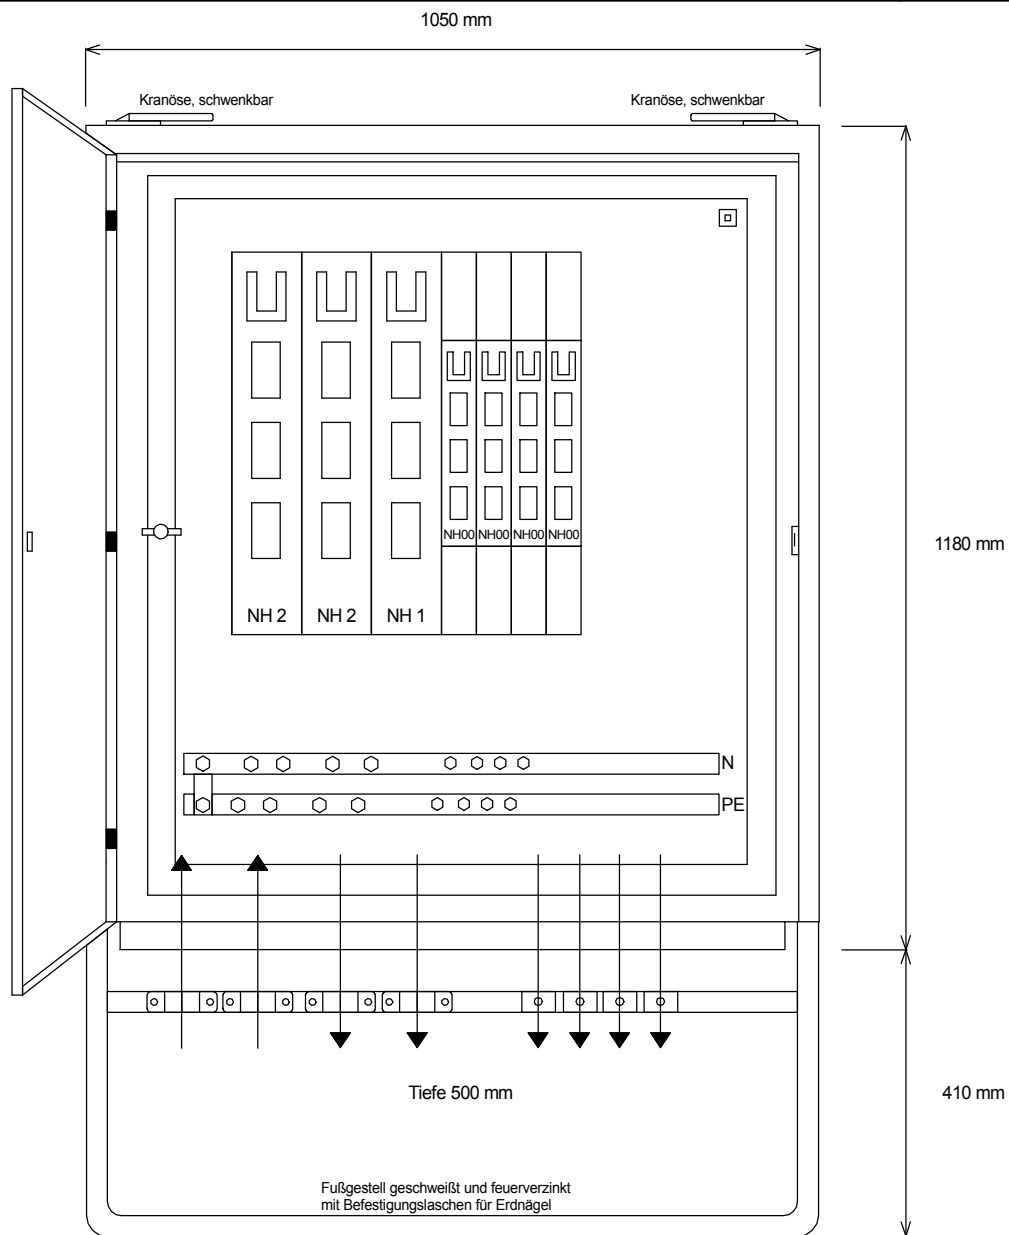 1050 mm
Kranöse, schwenkbar
Kranöse, schwenkbar
NH00 NH00 NH00 NH00
1180 mm
NH 2 NH 2 NH 1
N
PE
Tiefe 500 mm
410 mm
Fußgestell geschweißt und feuerverzinkt
mit Befestigungslaschen für Erdnägel